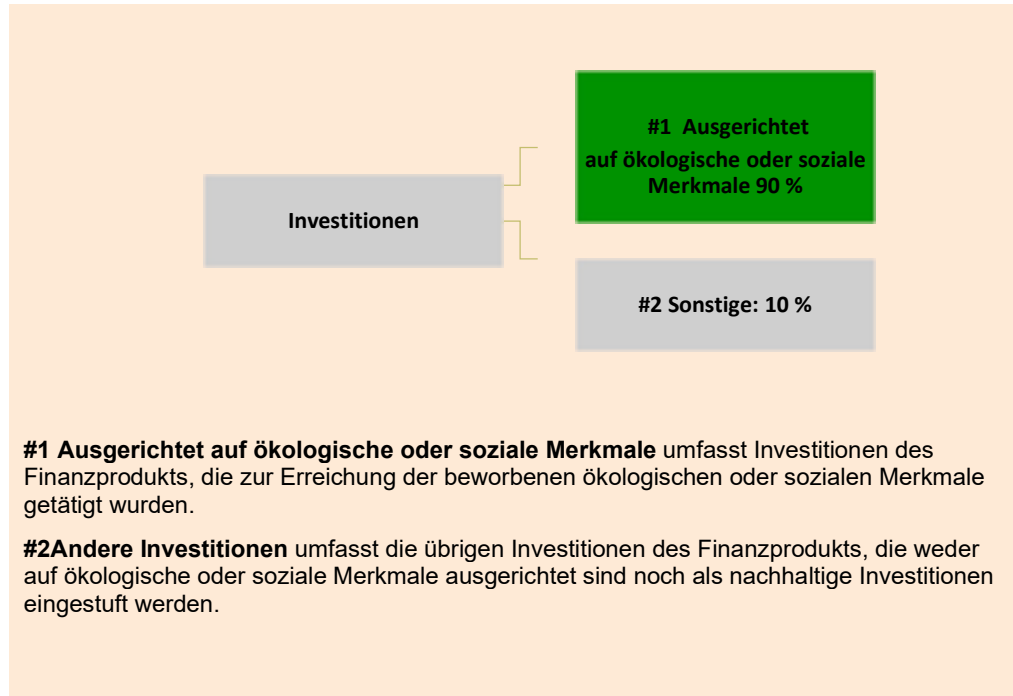 #1 Ausgerichtet
auf ökologische oder soziale
Merkmale 90 %
Investitionen
#2 Sonstige: 10 %
#1 Ausgerichtet auf ökologische oder soziale Merkmale umfasst Investitionen des
Finanzprodukts, die zur Erreichung der beworbenen ökologischen oder sozialen Merkmale
getätigt wurden.
#2Andere Investitionen umfasst die übrigen Investitionen des Finanzprodukts, die weder
auf ökologische oder soziale Merkmale ausgerichtet sind noch als nachhaltige Investitionen
eingestuft werden.